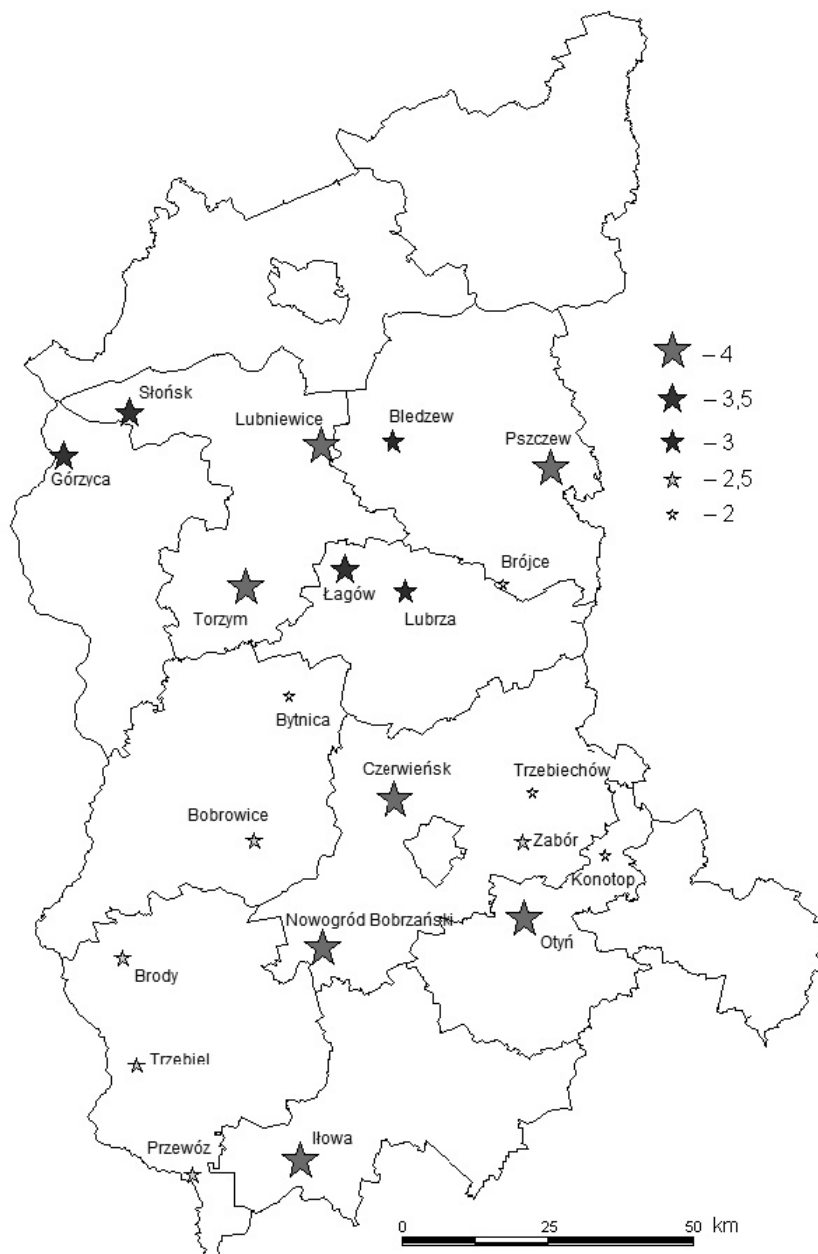 – 4
Słońsk
– 3,5
Lubniewice
Bledzew
Pszczew
– 3
Górzyca
– 2,5
– 2
Brójce
Torzym
Łagów
Lubrza
Bytnica
Czerwieńsk
Trzebiechów
Bobrowice
Zabór
Konotop
Nowogród Bobrzański
Otyń
Brody
Trzebiel
Przewóz
Iłowa
0 25 50 km